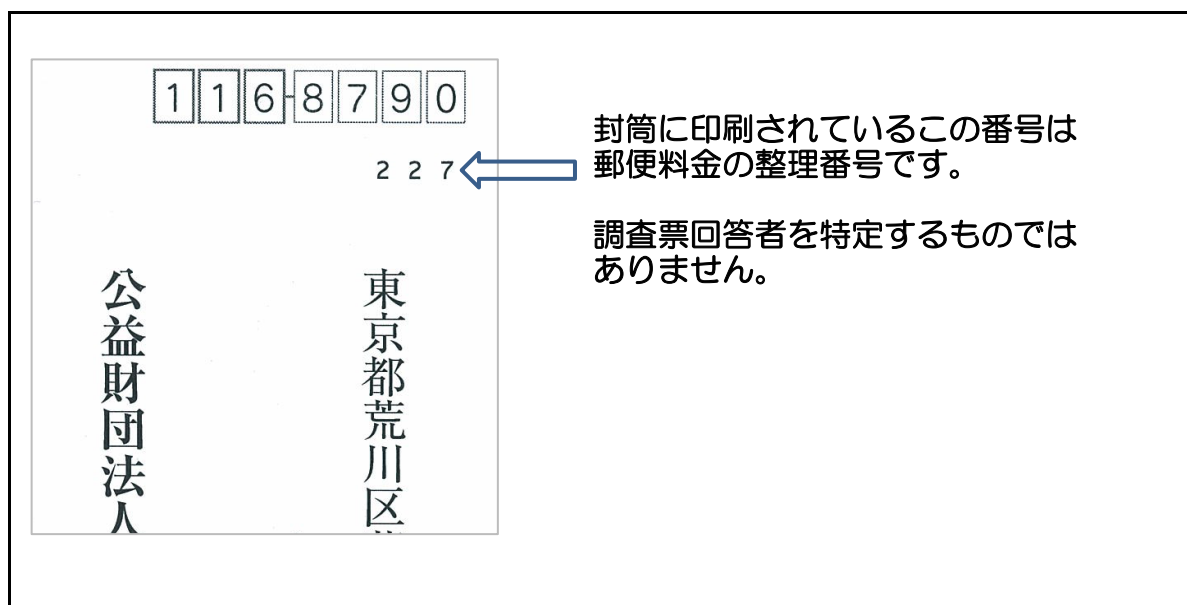 116-8790
227
東京都荒川区
公益財団法人
封筒に印刷されているこの番号は
郵便料金の整理番号です。
調査票回答者を特定するものでは
ありません。